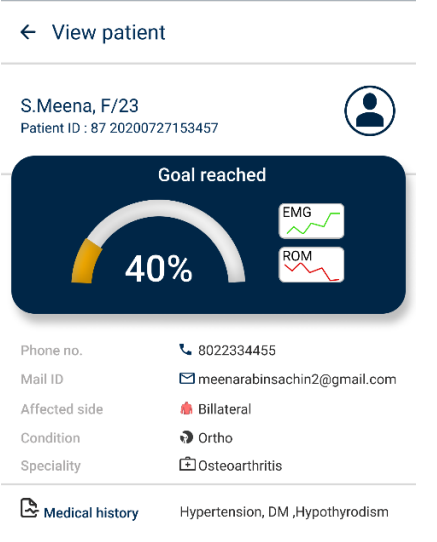 View patient
S.Meena, F/23
Patient ID : 87 20200727153457
Goal reached
EMG
40%
ROM
Phone no. 8022334455
Mail ID meenarabinsachin2@gmail.com
Affected side Billateral
Condition Ortho
Speciality Osteoarthritis
Medical history Hypertension, DM ,Hypothyrodism